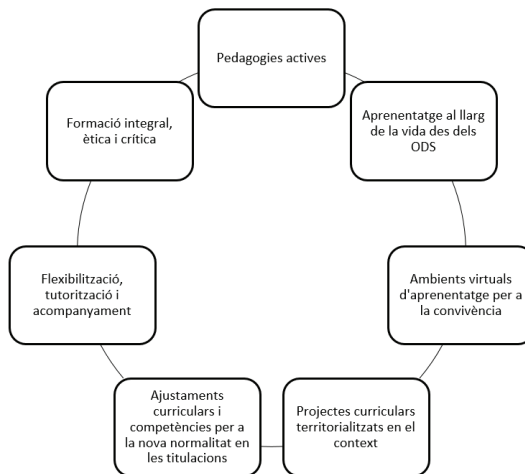 Pedagogies actives
Aprenentatge al llarg
de la vida des dels
ODS
Ambients virtuals
d'aprenentatge per a
la convivència
Projectes curriculars
territorialitzats en el
context
Ajustaments
curriculars i
competències per a
la nova normalitat en
les titulacions
Flexibilització,
tutorització i
acompanyament
Formació integral,
ètica i crítica